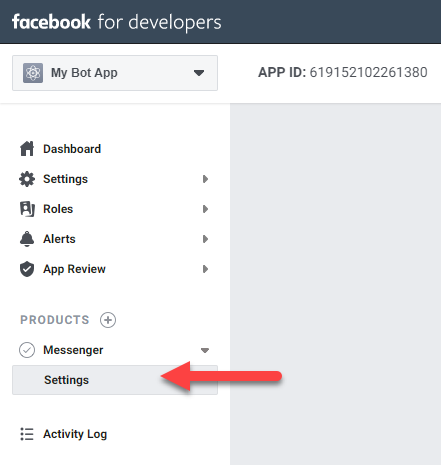 facebook for developers
My Bot App
APP ID: 619152102261380
Dashboard
Settings
Roles
Alerts
App Review
PRODUCTS
Messenger
Settings
Activity Log